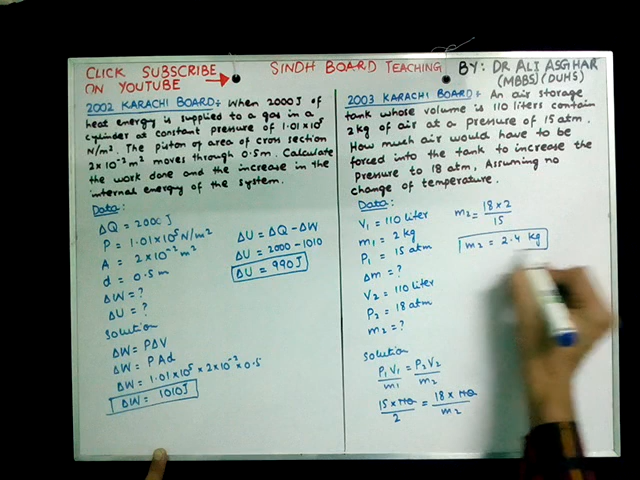 CLICK SUBSCRIBE ON YOUTUBE →
SINDH BOARD TEACHING
BY: DR ALI ASGHAR
(MBBS)(DUHS)
2002 KARACHI BOARD:- When 2000J of
heat energy is supplied to a gas in a
cylinder at constant pressure of 1.01×10⁵
N/m². The piston of area of cross section
2×10⁻² m² moves through 0.5m. Calculate
the work done and the increase in the
internal energy of the system.
Data:
ΔQ = 2000 J
P = 1.01×10⁵ N/m²
A = 2×10⁻² m²
d = 0.5 m
ΔW = ?
ΔU = ?
Solution
ΔW = PΔV
ΔW = PAd
ΔW = 1.01×10⁵ × 2×10⁻² × 0.5
ΔW = 1010J
ΔU = ΔQ - ΔW
ΔU = 2000 - 1010
ΔU = 990J
2003 KARACHI BOARD:- An air storage
tank whose volume is 110 liters contain
2kg of air at a pressure of 15 atm.
How much air would have to be
forced into the tank to increase the
pressure to 18 atm, Assuming no
change of temperature.
Data:
V₁ = 110 liter
m₁ = 2 kg
P₁ = 15 atm
Δm = ?
V₂ = 110 liter
P₂ = 18 atm
m₂ = ?
Solution
P₁V₁/m₁ = P₂V₂/m₂
15 × 110/2 = 18 × 110/m₂
m₂ = 18 × 2/15
m₂ = 2.4 kg